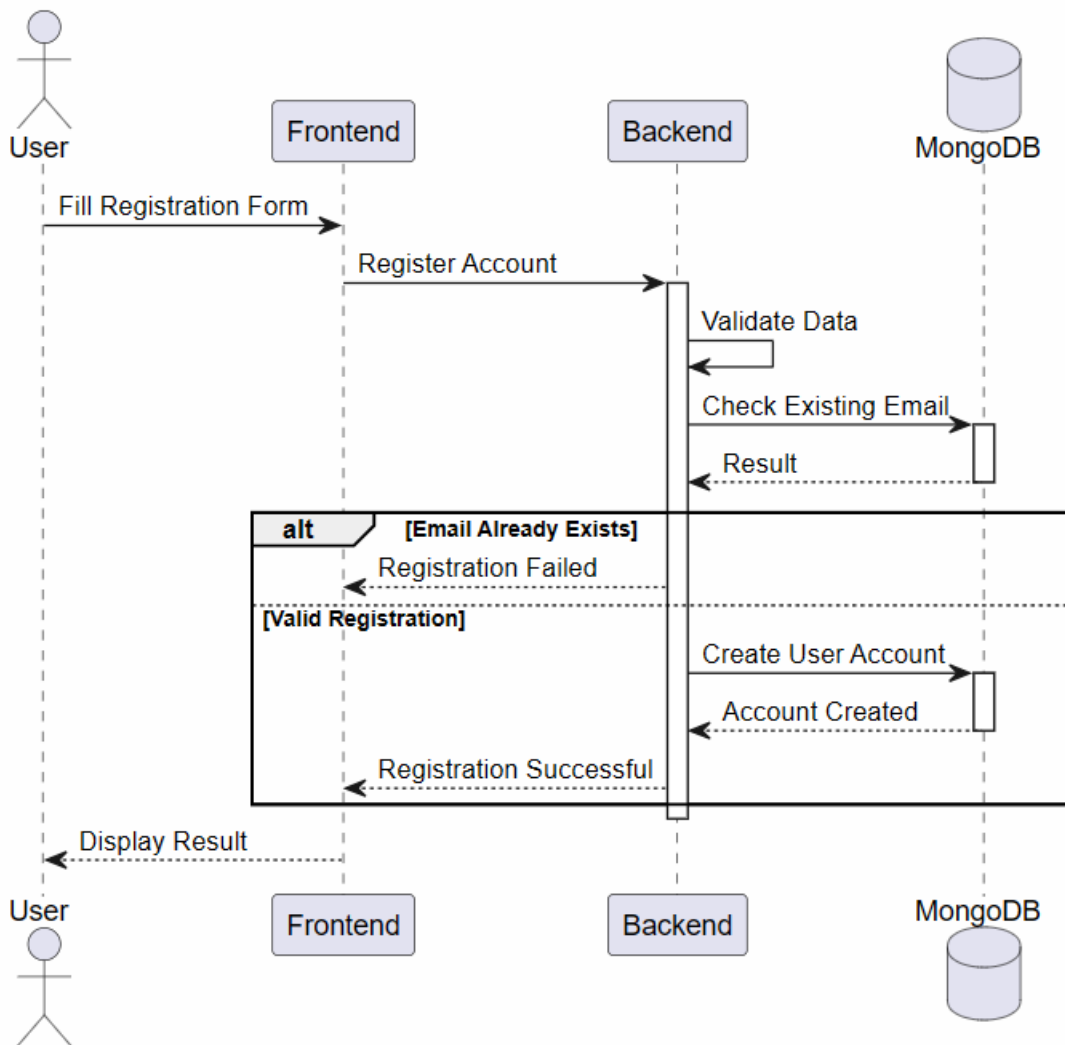 User
Frontend
Backend
MongoDB
Fill Registration Form
Register Account
Validate Data
Check Existing Email
Result
alt
[Email Already Exists]
Registration Failed
[Valid Registration]
Create User Account
Account Created
Registration Successful
Display Result
User
Frontend
Backend
MongoDB